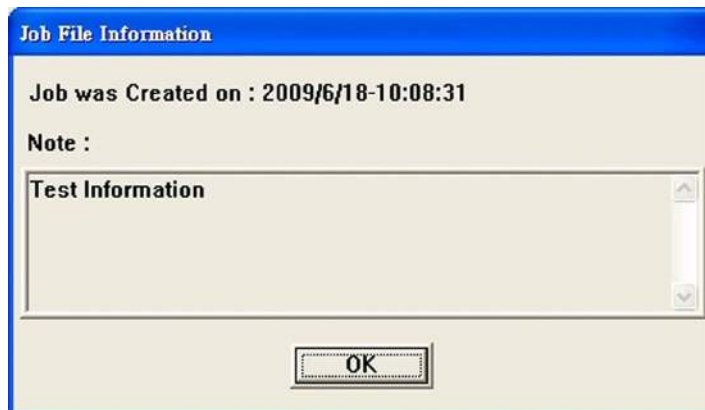 Job File Information
Job was Created on : 2009/6/18-10:08:31
Note :
Test Information
OK